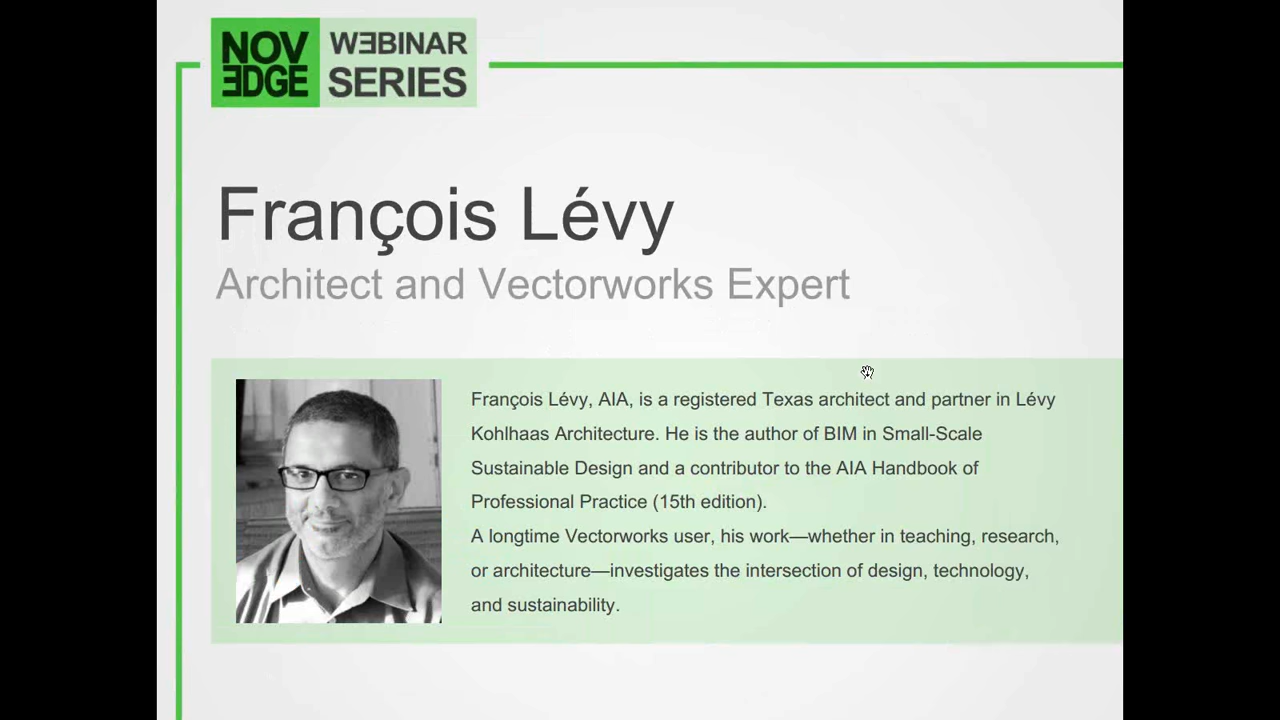 NOV
EDGE
WEBINAR
SERIES
François Lévy
Architect and Vectorworks Expert
François Lévy, AIA, is a registered Texas architect and partner in Lévy
Kohlhaas Architecture. He is the author of BIM in Small-Scale
Sustainable Design and a contributor to the AIA Handbook of
Professional Practice (15th edition).
A longtime Vectorworks user, his work—whether in teaching, research,
or architecture—investigates the intersection of design, technology,
and sustainability.